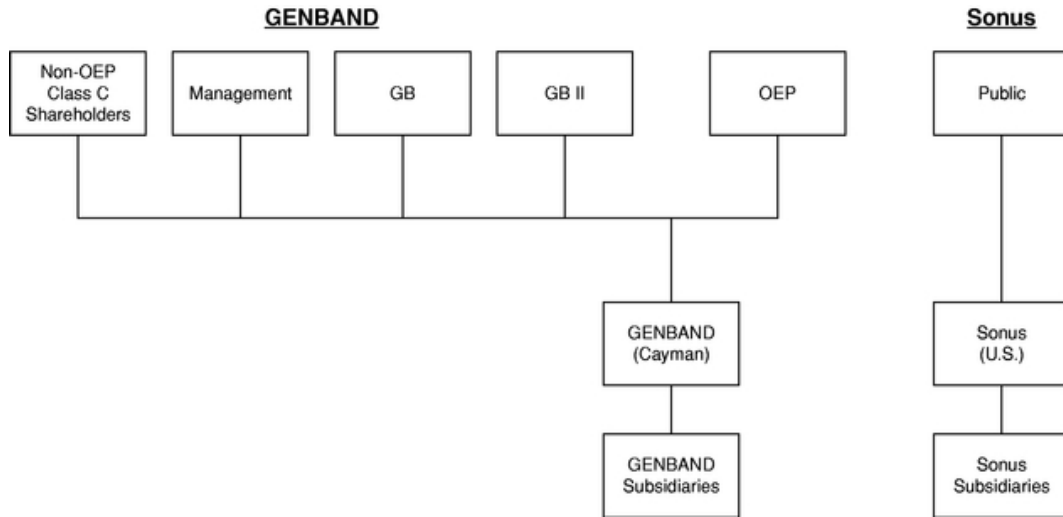 GENBAND
Sonus
Non-OEP
Class C
Shareholders
Management
GB
GB II
OEP
Public
GENBAND
(Cayman)
Sonus
(U.S.)
GENBAND
Subsidiaries
Sonus
Subsidiaries